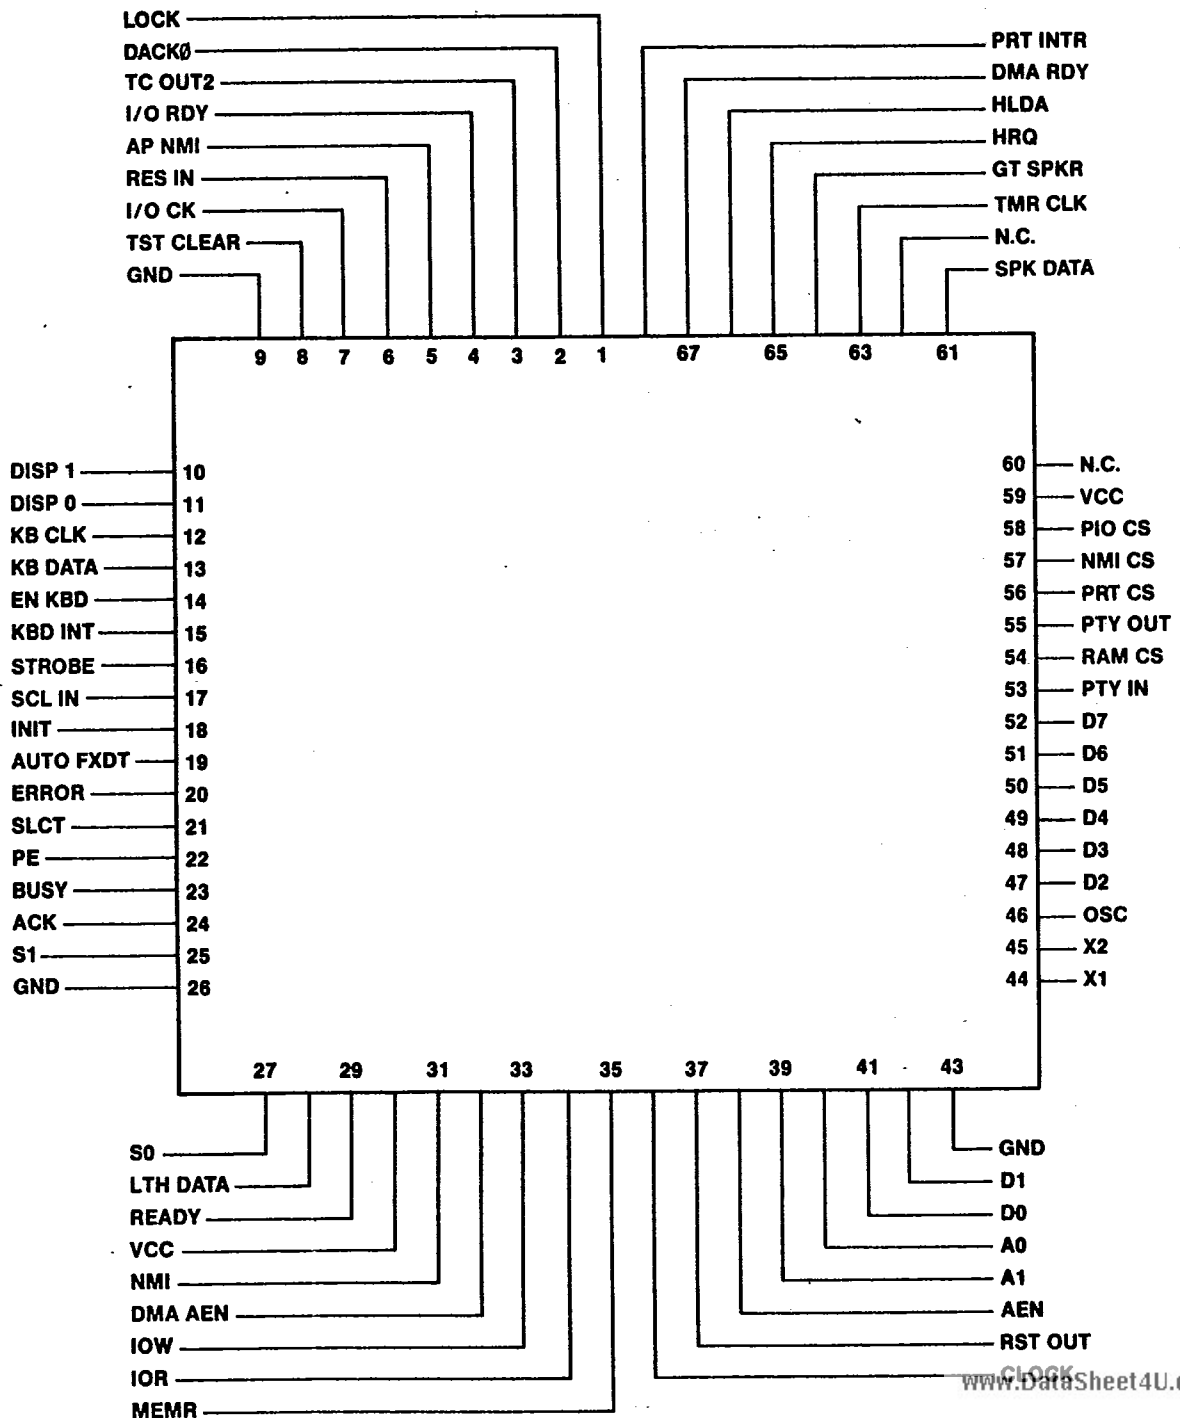 LOCK
DACKØ
TC OUT2
I/O RDY
AP NMI
RES IN
I/O CK
TST CLEAR
GND
PRT INTR
DMA RDY
HLDA
HRQ
GT SPKR
TMR CLK
N.C.
SPK DATA
9 8 7 6 5 4 3 2 1 67 65 63 61
DISP 1 10
DISP 0 11
KB CLK 12
KB DATA 13
EN KBD 14
KBD INT 15
STROBE 16
SCL IN 17
INIT 18
AUTO FXDT 19
ERROR 20
SLCT 21
PE 22
BUSY 23
ACK 24
S1 25
GND 26
60 N.C.
59 VCC
58 PIO CS
57 NMI CS
56 PRT CS
55 PTY OUT
54 RAM CS
53 PTY IN
52 D7
51 D6
50 D5
49 D4
48 D3
47 D2
46 OSC
45 X2
44 X1
27 29 31 33 35 37 39 41 43
S0
LTH DATA
READY
VCC
NMI
DMA AEN
IOW
IOR
MEMR
GND
D1
D0
A0
A1
AEN
RST OUT
CLOCK
www.DataSheet4U.c